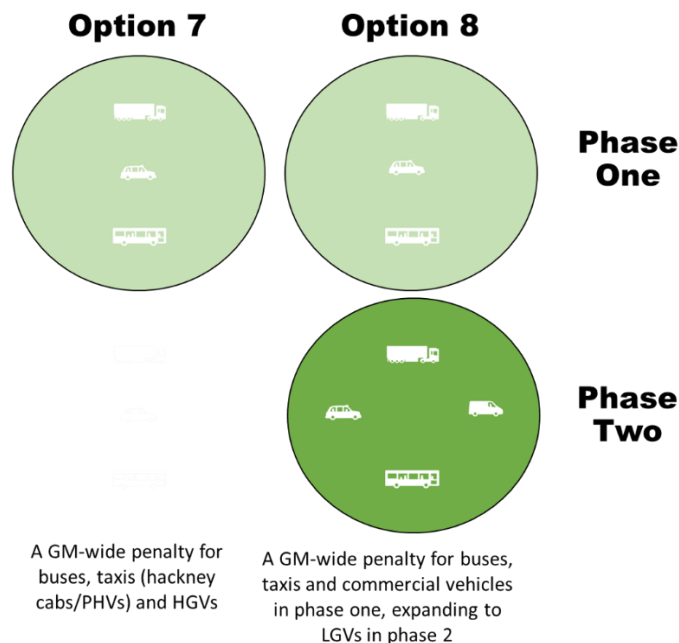 Option 7
Option 8
Phase
One
Phase
Two
A GM-wide penalty for
buses, taxis (hackney
cabs/PHVs) and HGVs
A GM-wide penalty for buses,
taxis and commercial vehicles
in phase one, expanding to
LGVs in phase 2